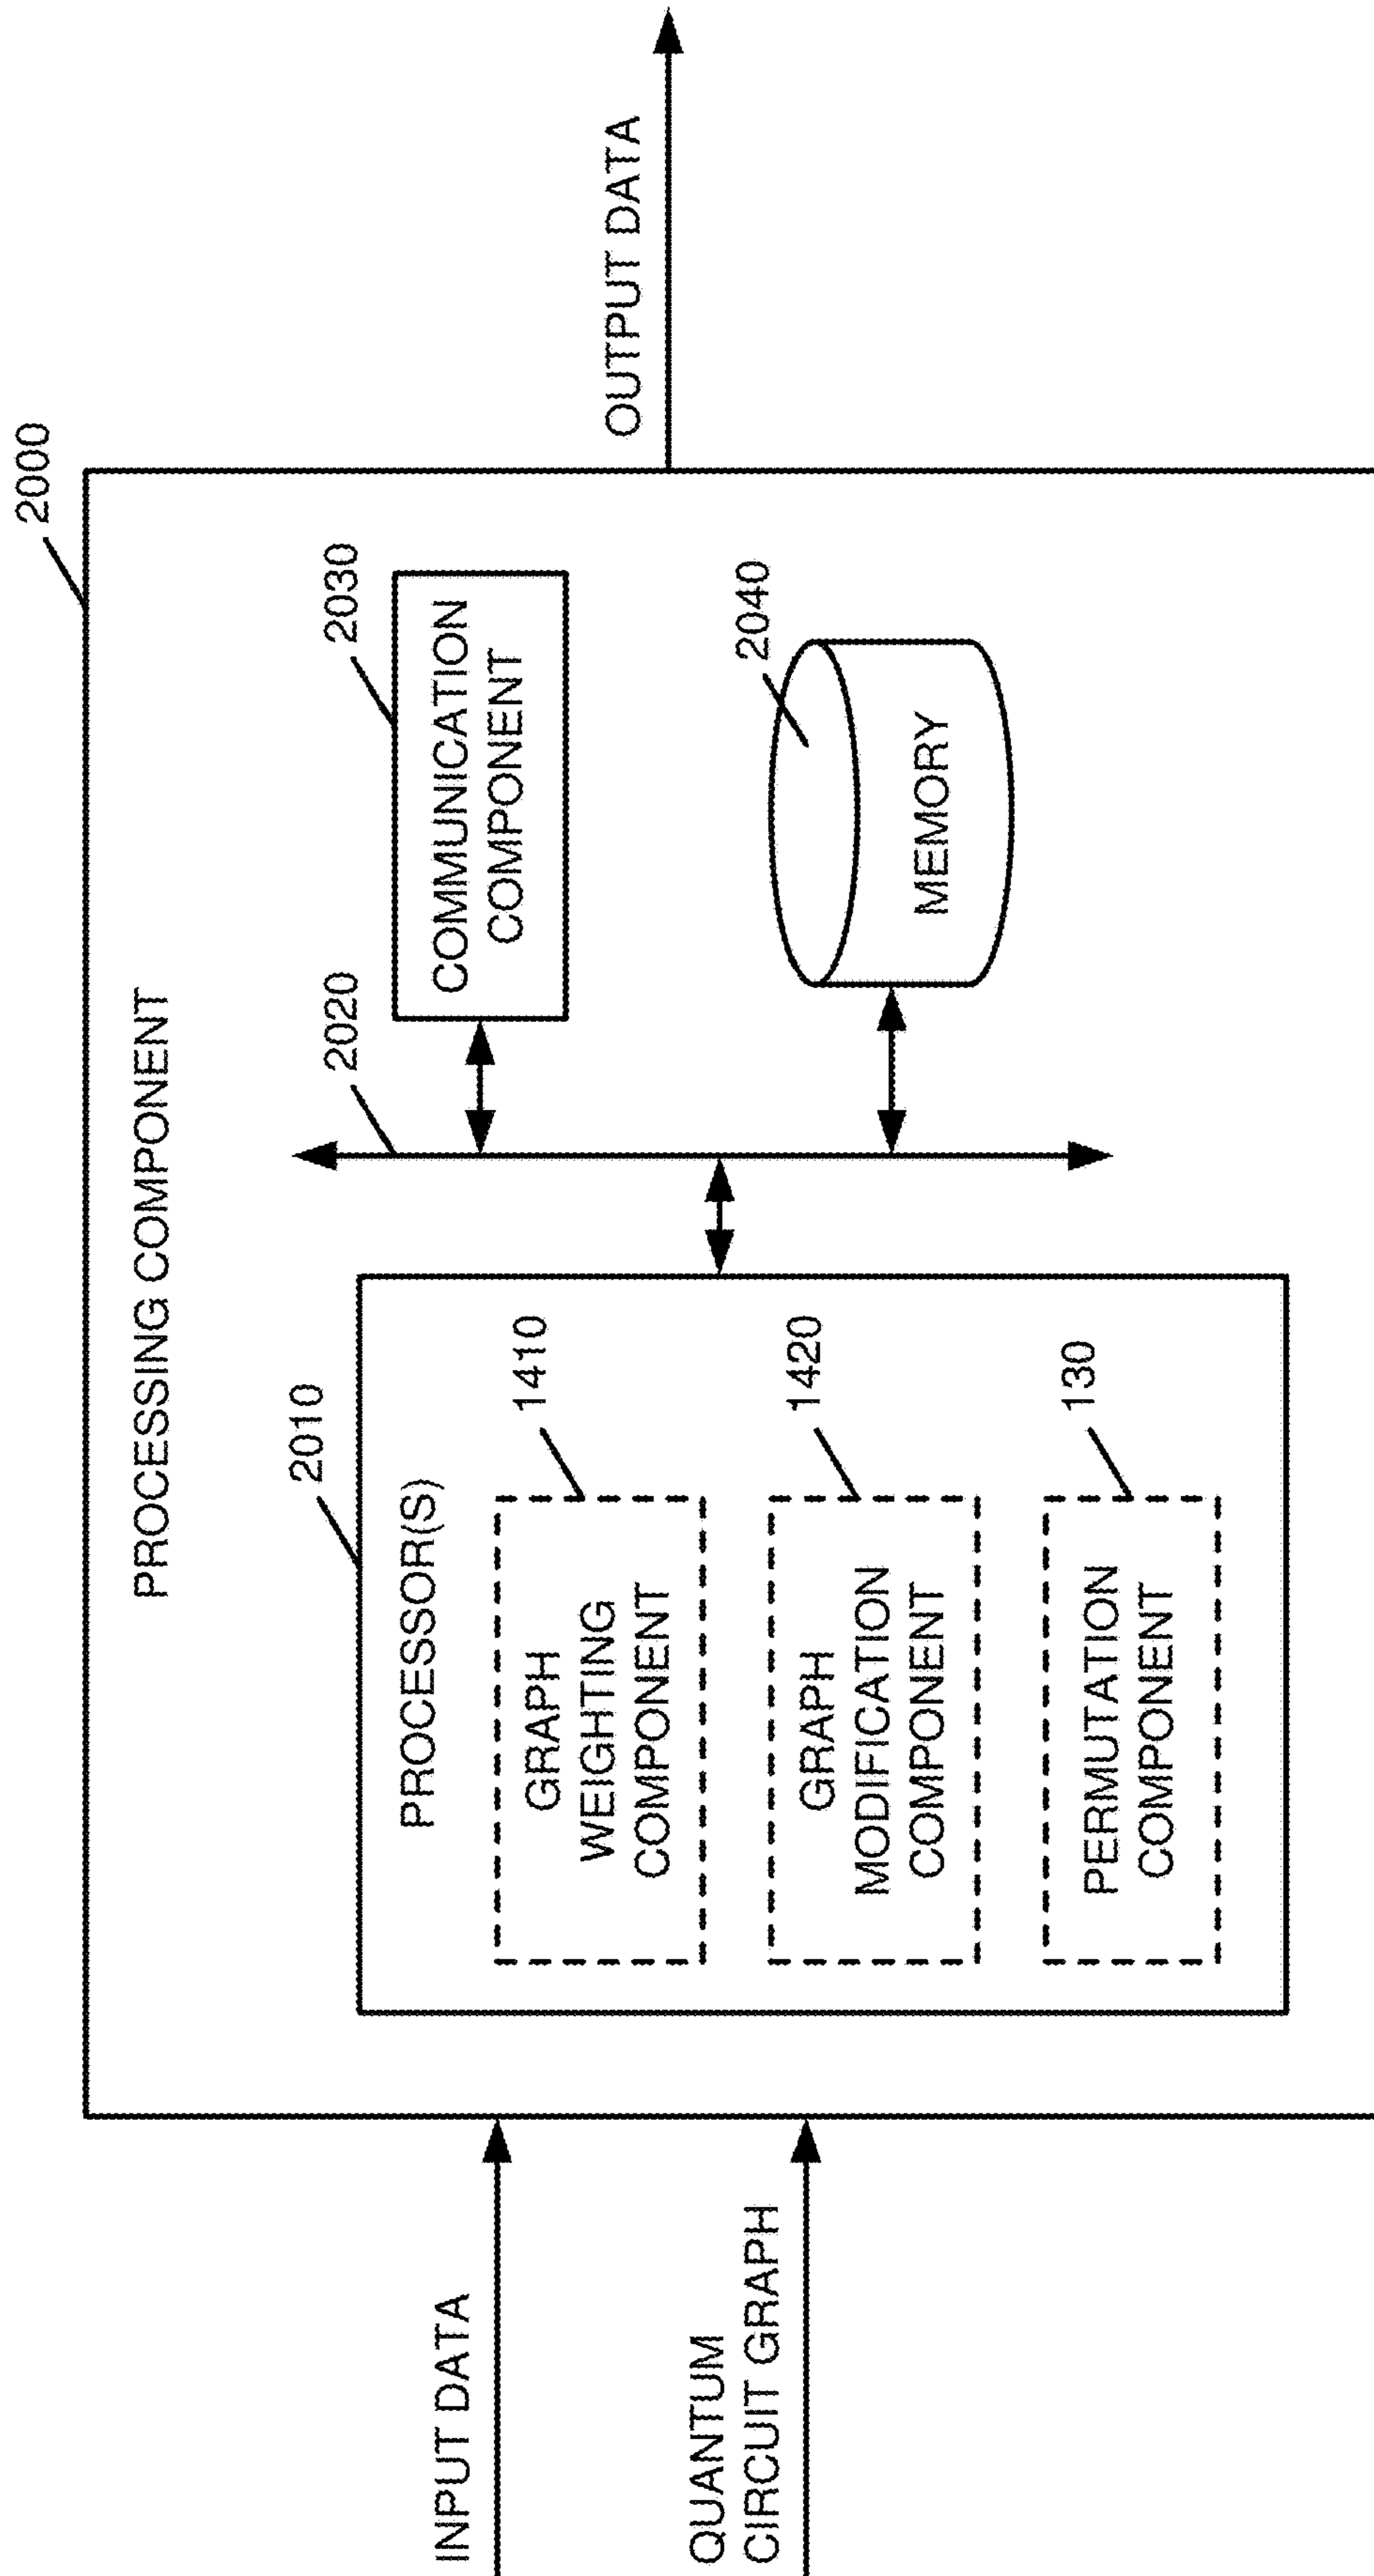 2000
PROCESSING COMPONENT
INPUT DATA
QUANTUM
CIRCUIT GRAPH
2010
PROCESSOR(S)
1410
GRAPH
WEIGHTING
COMPONENT
1420
GRAPH
MODIFICATION
COMPONENT
130
PERMUTATION
COMPONENT
2020
2030
COMMUNICATION
COMPONENT
2040
MEMORY
OUTPUT DATA